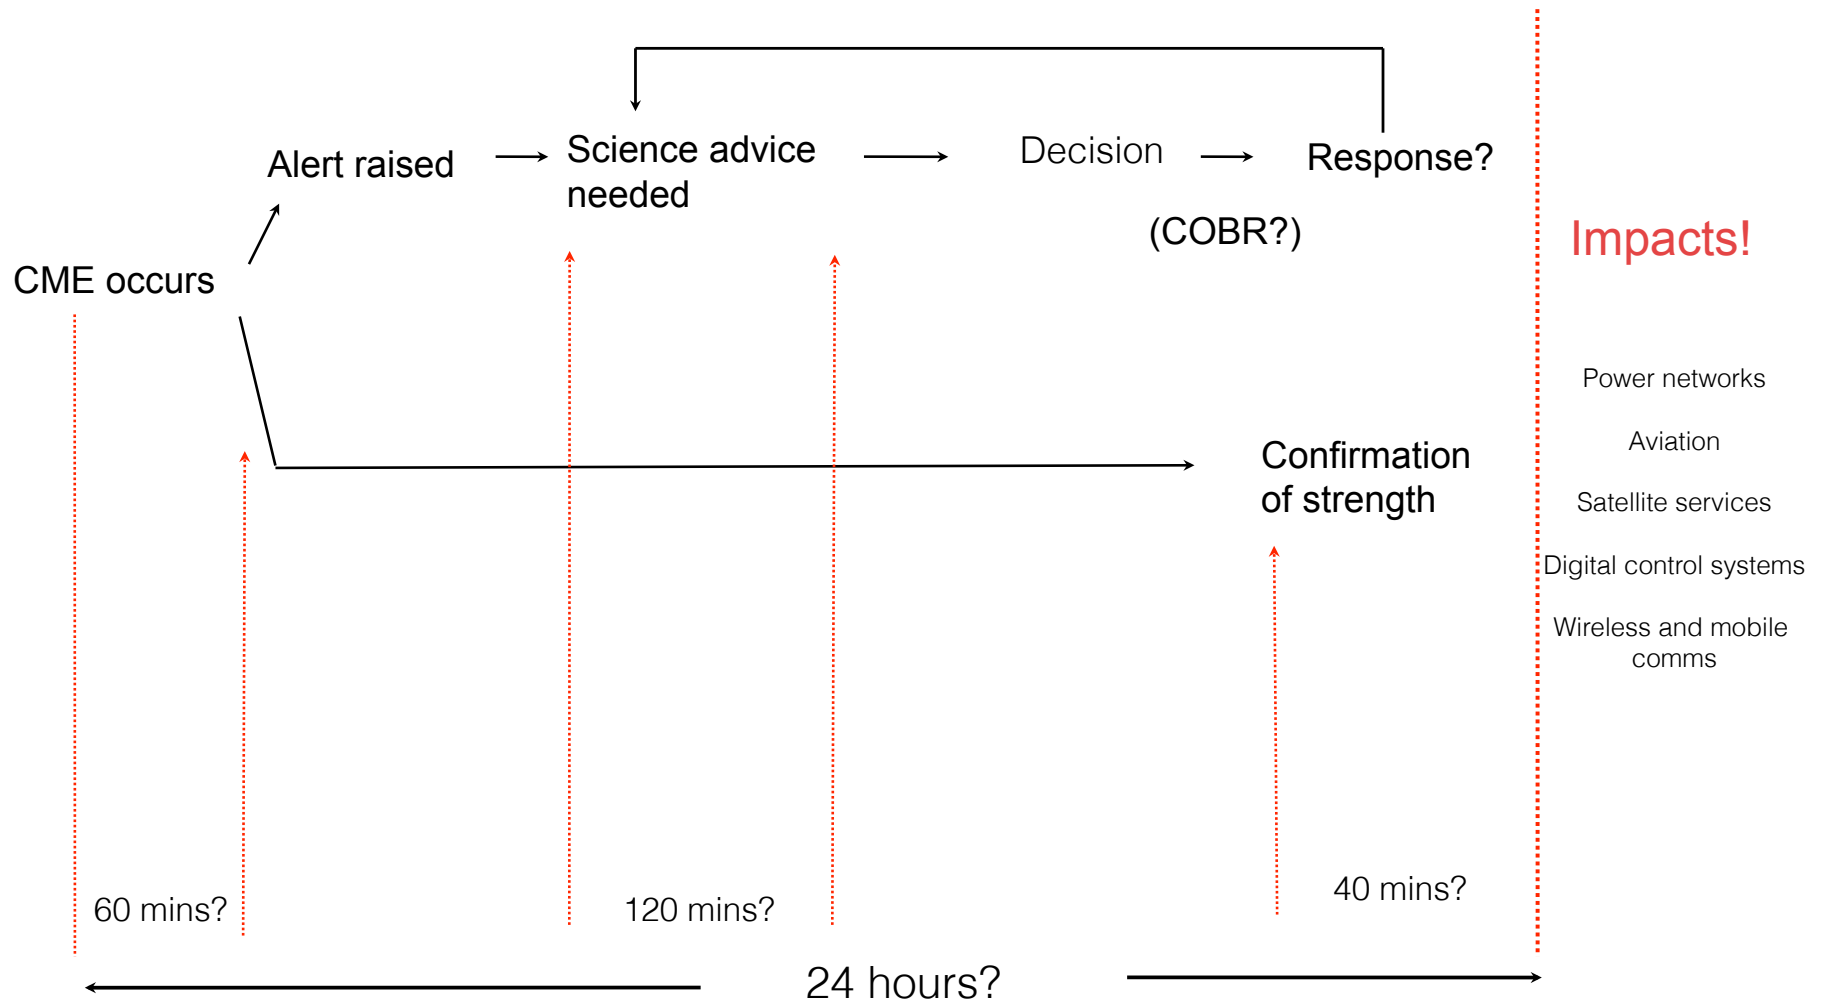 Alert raised
Science advice
needed
Decision
Response?
(COBR?)
Impacts!
CME occurs
Power networks
Aviation
Confirmation
of strength
Satellite services
Digital control systems
Wireless and mobile
comms
60 mins?
120 mins?
40 mins?
24 hours?